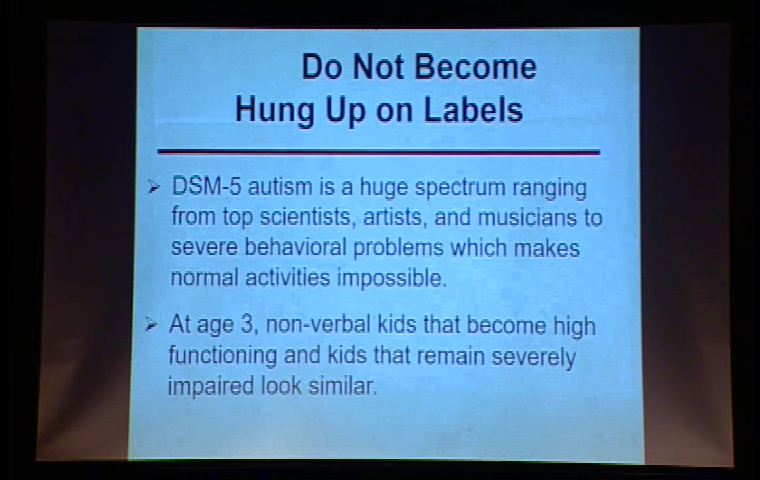 Do Not Become
Hung Up on Labels
➢ DSM-5 autism is a huge spectrum ranging
from top scientists, artists, and musicians to
severe behavioral problems which makes
normal activities impossible.
➢ At age 3, non-verbal kids that become high
functioning and kids that remain severely
impaired look similar.